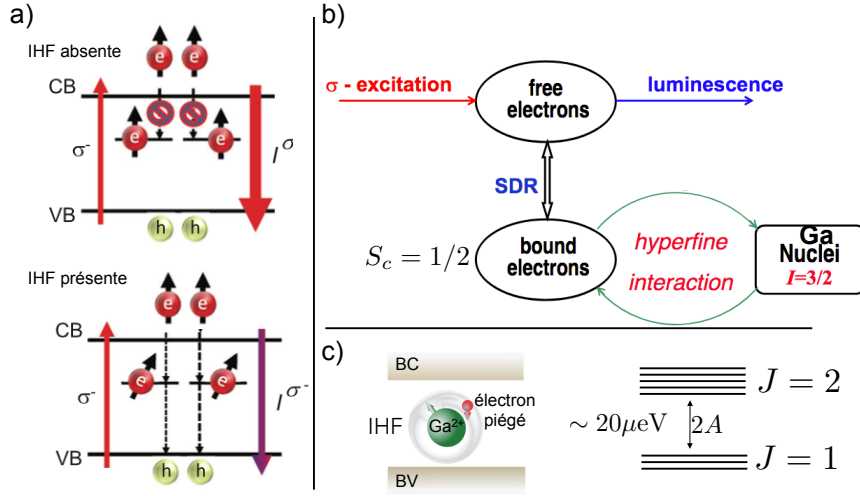 a)
IHF absente
e e
CB
e e
σ⁻ I^σ
VB
h h
IHF présente
e e
CB
e e
σ⁻ I^σ⁻
VB
h h
b)
σ - excitation
free
electrons
luminescence
SDR
S_c = 1/2
bound
electrons
hyperfine
interaction
Ga
Nuclei
I=3/2
c)
BC
IHF
Ga²⁺
électron
piégé
BV
∼ 20μeV
2A
J = 2
J = 1